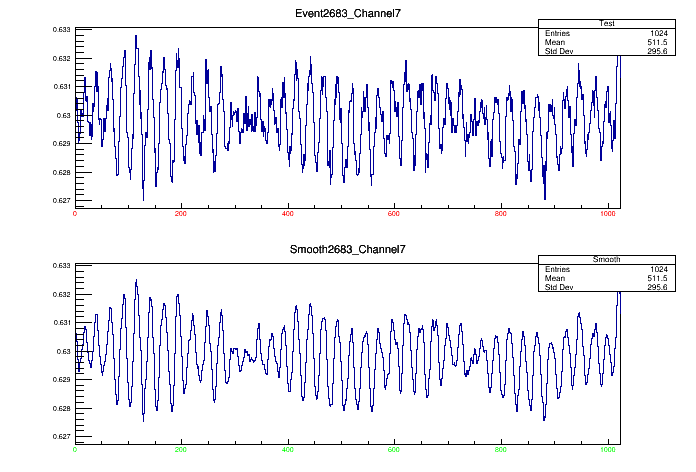 Event2683_Channel7
Test
Entries 1024
Mean 511.5
Std Dev 295.6
0.633
0.632
0.631
0.63
0.629
0.628
0.627
0 200 400 600 800 1000
Smooth2683_Channel7
Smooth
Entries 1024
Mean 511.5
Std Dev 295.6
0.633
0.632
0.631
0.63
0.629
0.628
0.627
0 200 400 600 800 1000